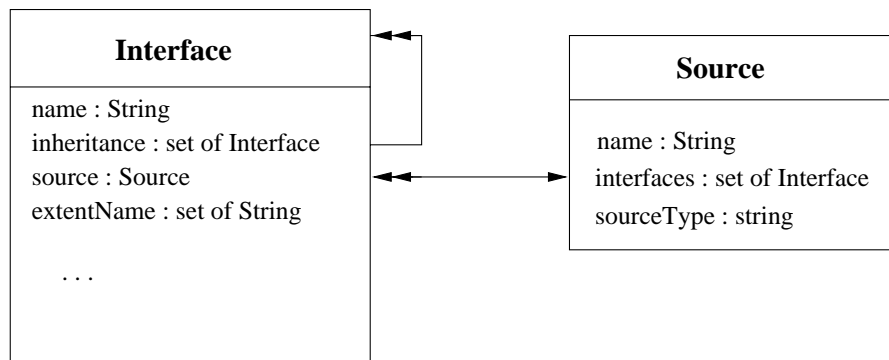 Interface
name : String
inheritance : set of Interface
source : Source
extentName : set of String
. . .
Source
name : String
interfaces : set of Interface
sourceType : string